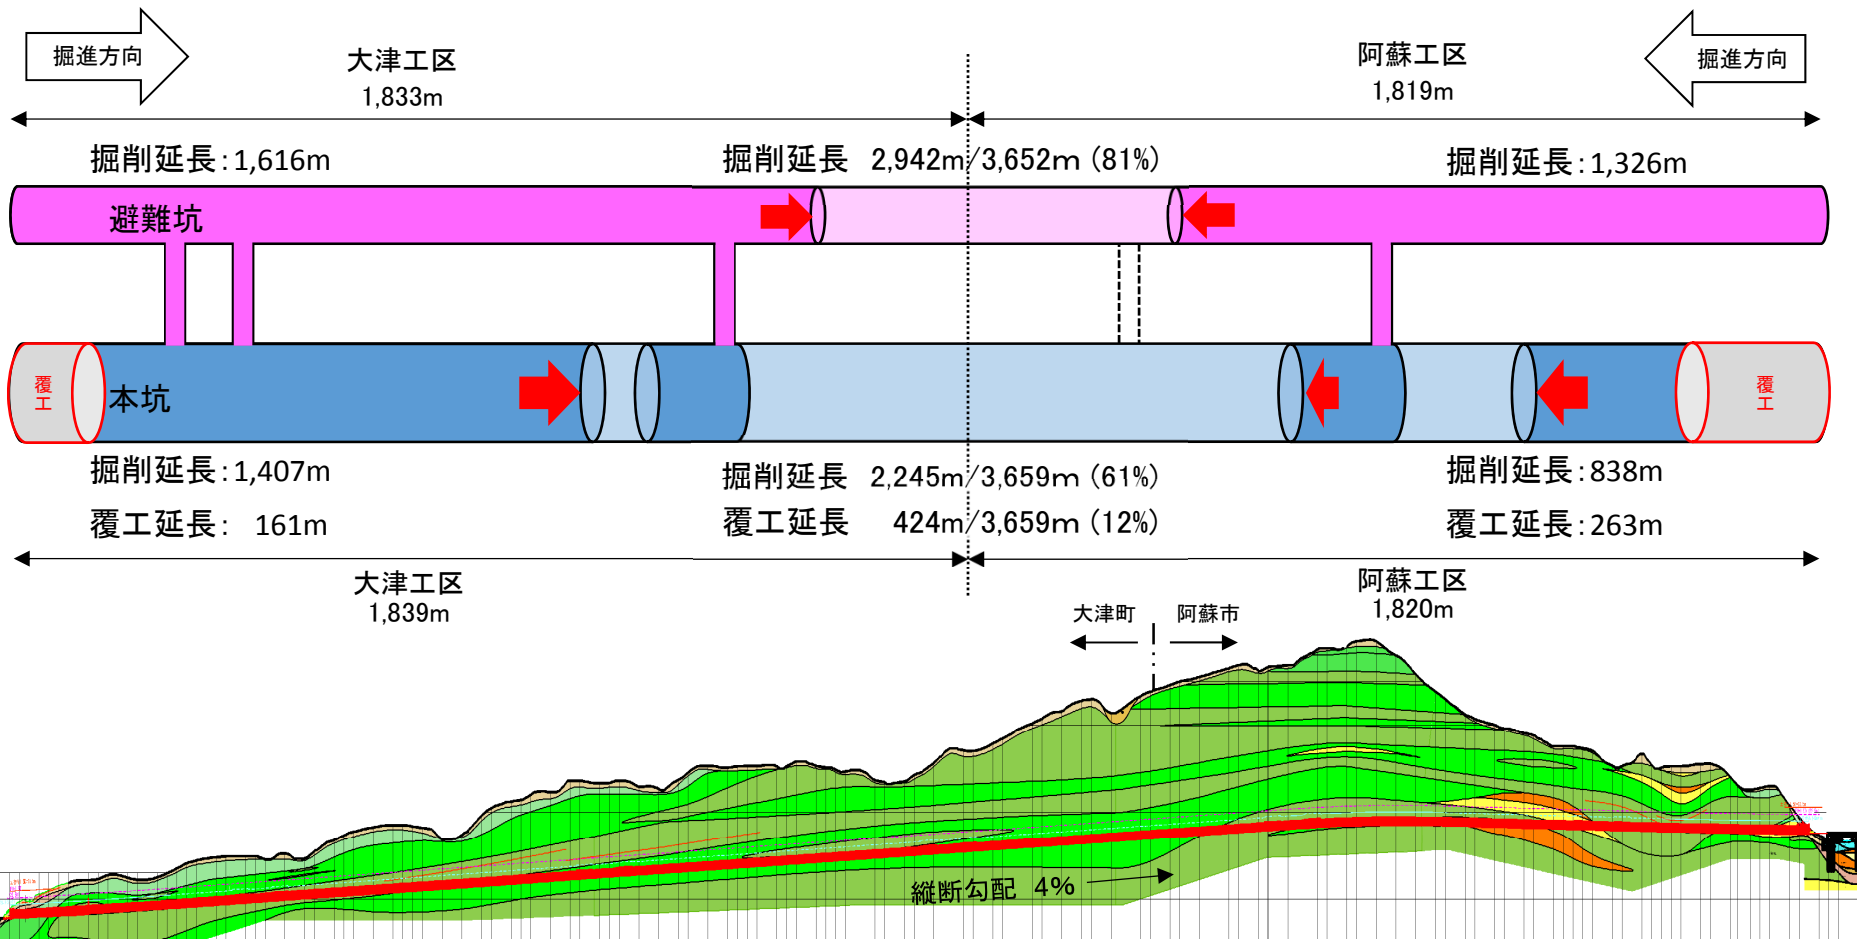 掘進方向
大津工区
1,833m
阿蘇工区
1,819m
掘進方向
掘削延長:1,616m
掘削延長 2,942m/3,652m (81%)
掘削延長:1,326m
避難坑
覆工
本坑
覆工
掘削延長:1,407m
掘削延長 2,245m/3,659m (61%)
掘削延長:838m
覆工延長: 161m
覆工延長 424m/3,659m (12%)
覆工延長:263m
大津工区
1,839m
阿蘇工区
1,820m
大津町
阿蘇市
縦断勾配 4%